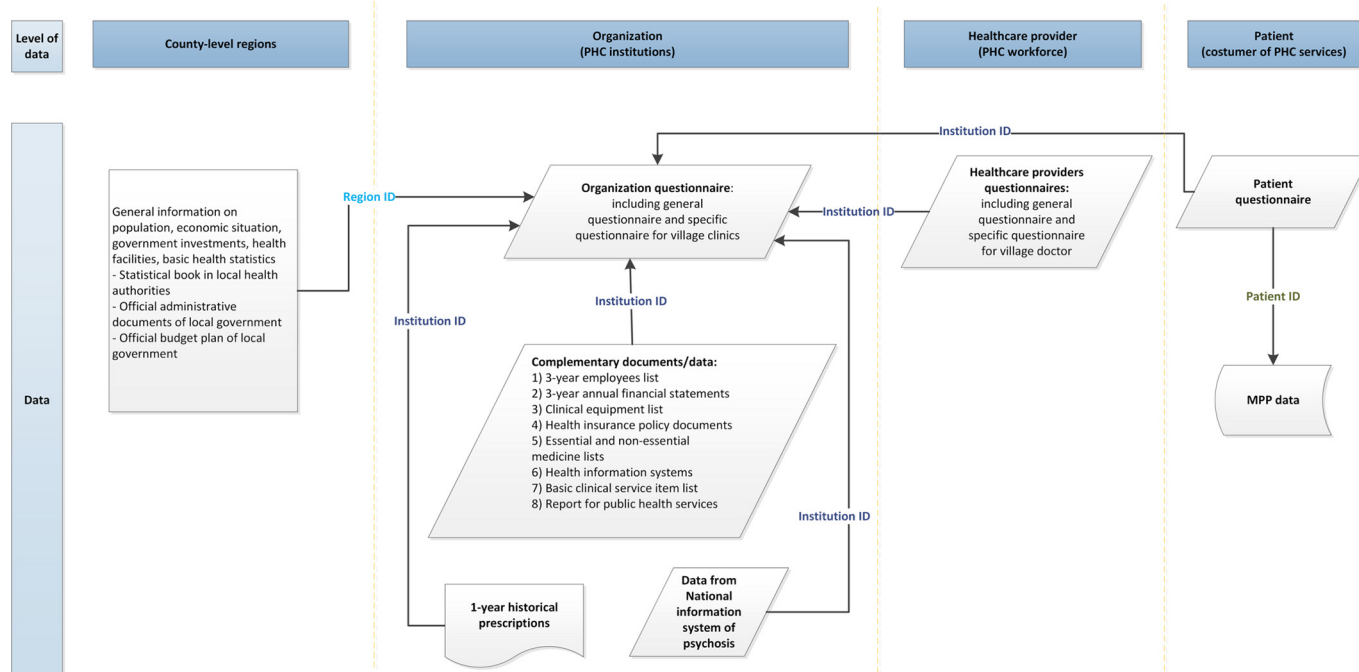 Level of
data
County-level regions
Organization
(PHC institutions)
Healthcare provider
(PHC workforce)
Patient
(costumer of PHC services)
Data
General information on
population, economic situation,
government investments, health
facilities, basic health statistics
- Statistical book in local health
authorities
- Official administrative
documents of local government
- Official budget plan of local
government
Region ID
Institution ID
Organization questionnaire:
including general
questionnaire and specific
questionnaire for village clinics
Institution ID
Institution ID
Healthcare providers
questionnaires:
including general
questionnaire and
specific questionnaire
for village doctor
Institution ID
Patient
questionnaire
Patient ID
MPP data
Complementary documents/data:
1) 3-year employees list
2) 3-year annual financial statements
3) Clinical equipment list
4) Health insurance policy documents
5) Essential and non-essential
medicine lists
6) Health information systems
7) Basic clinical service item list
8) Report for public health services
Institution ID
1-year historical
prescriptions
Data from
National
information
system of
psychosis